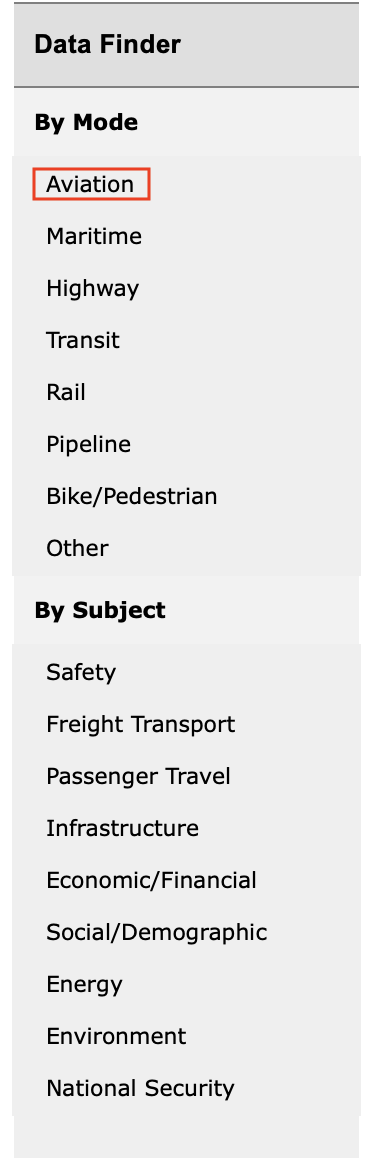 Data Finder
By Mode
Aviation
Maritime
Highway
Transit
Rail
Pipeline
Bike/Pedestrian
Other
By Subject
Safety
Freight Transport
Passenger Travel
Infrastructure
Economic/Financial
Social/Demographic
Energy
Environment
National Security